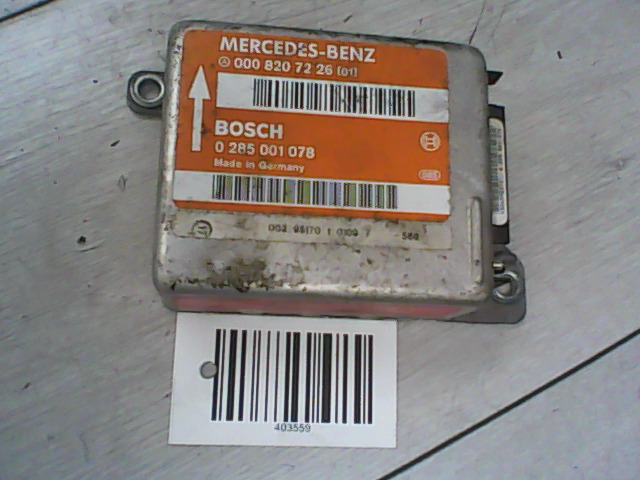 MERCEDES-BENZ
000 820 72 26 [01]
BOSCH
0 285 001 078
Made in Germany
403559